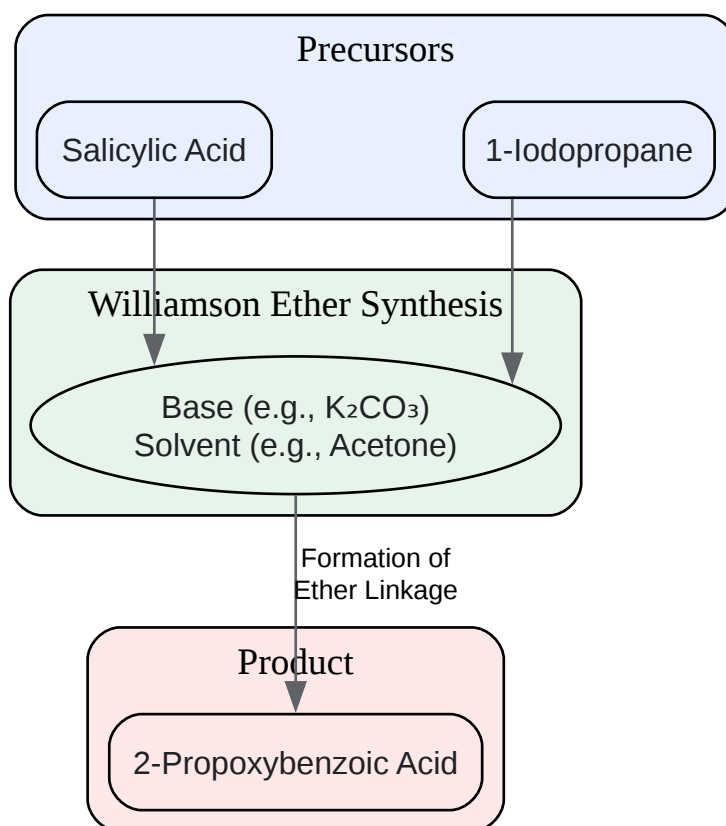 Precursors
Salicylic Acid
1-Iodopropane
Williamson Ether Synthesis
Base (e.g., K₂CO₃)
Solvent (e.g., Acetone)
Formation of
Ether Linkage
Product
2-Propoxybenzoic Acid